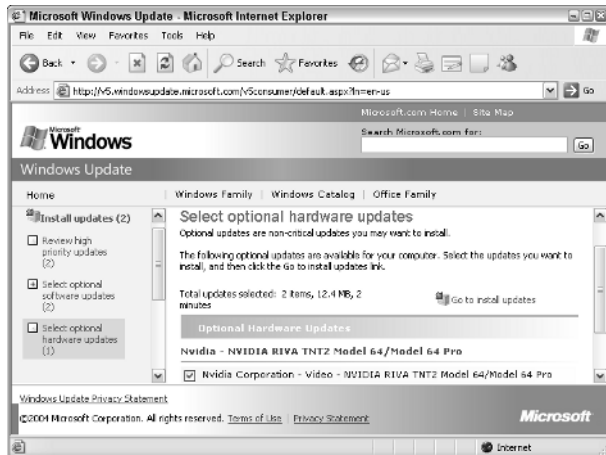 Microsoft Windows Update - Microsoft Internet Explorer
File Edit View Favorites Tools Help
Back Search Favorites
Address http://v5.windowsupdate.microsoft.com/v5consumer/default.aspx?ln=en-us Go
Microsoft.com Home | Site Map
Microsoft
Windows
Search Microsoft.com for:
Go
Windows Update
Home | Windows Family | Windows Catalog | Office Family
Install updates (2)
Review high
priority updates
(2)
Select optional
software updates
(2)
Select optional
hardware updates
(1)
Select optional hardware updates
Optional updates are non-critical updates you may want to install.
The following optional updates are available for your computer. Select the updates you want to
install, and then click the Go to install updates link.
Total updates selected: 2 items, 12.4 MB, 2
minutes
Go to install updates
Optional Hardware Updates
Nvidia - NVIDIA RIVA TNT2 Model 64/Model 64 Pro
Nvidia Corporation - Video - NVIDIA RIVA TNT2 Model 64/Model 64 Pro
Windows Update Privacy Statement
©2004 Microsoft Corporation. All rights reserved. Terms of Use | Privacy Statement
Microsoft
Internet